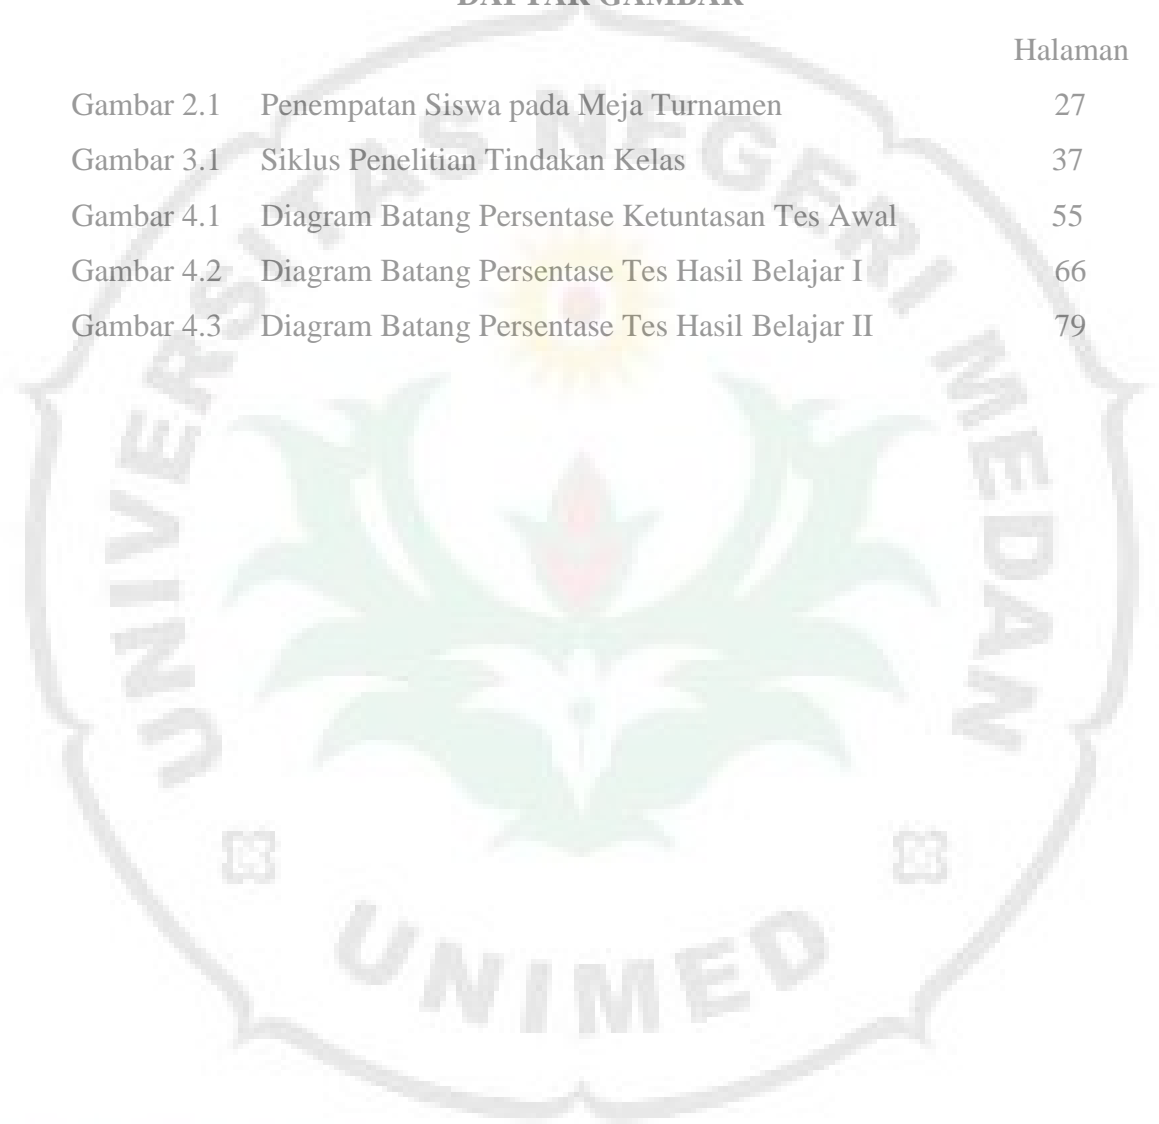 DAFTAR GAMBAR
Halaman
Gambar 2.1 Penempatan Siswa pada Meja Turnamen 27
Gambar 3.1 Siklus Penelitian Tindakan Kelas 37
Gambar 4.1 Diagram Batang Persentase Ketuntasan Tes Awal 55
Gambar 4.2 Diagram Batang Persentase Tes Hasil Belajar I 66
Gambar 4.3 Diagram Batang Persentase Tes Hasil Belajar II 79
UNIVERSITAS NEGERI MEDAN
UNIMED